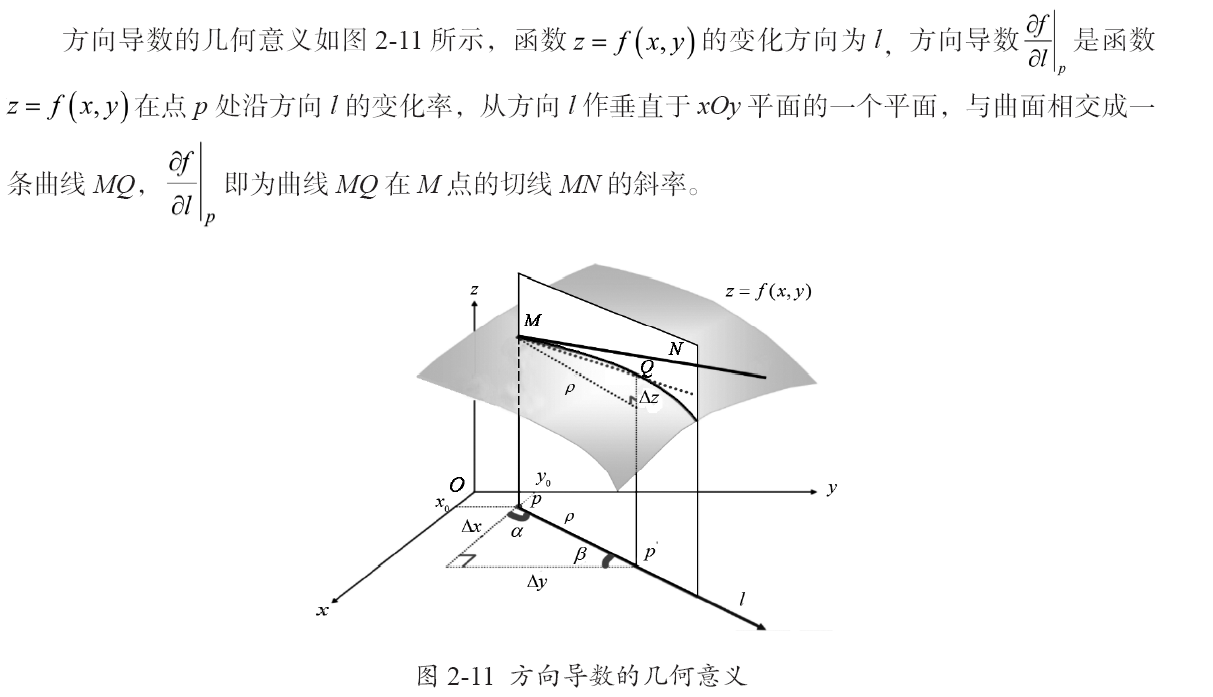 方向导数的几何意义如图 2-11 所示，函数 z = f(x,y) 的变化方向为 l，方向导数 ∂f/∂l|p 是函数
z = f(x,y) 在点 p 处沿方向 l 的变化率，从方向 l 作垂直于 xOy 平面的一个平面，与曲面相交成一
条曲线 MQ，∂f/∂l|p 即为曲线 MQ 在 M 点的切线 MN 的斜率。
z
z = f(x,y)
M
N
Q
ρ
Δz
O
y₀
y
x₀
p
Δx
α
ρ
β
p'
Δy
l
x
图 2-11 方向导数的几何意义